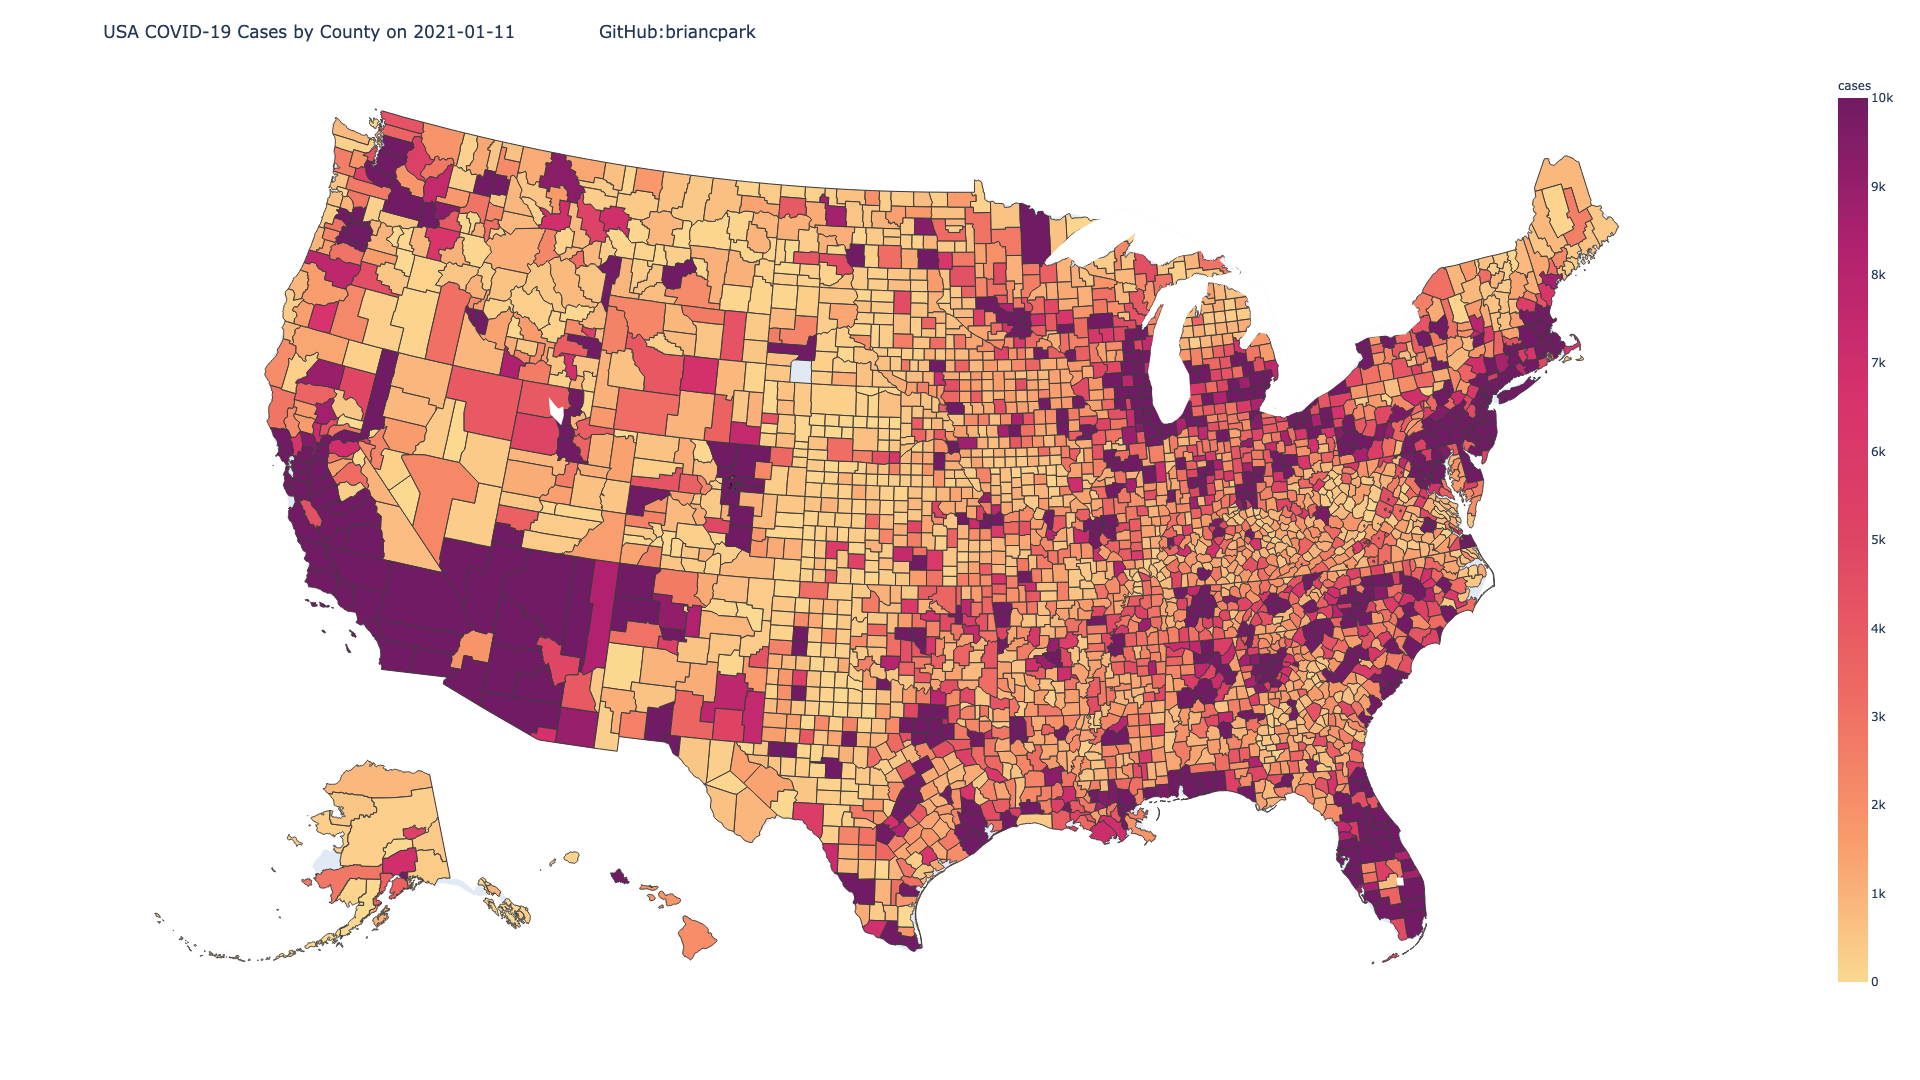 USA COVID-19 Cases by County on 2021-01-11 GitHub:briancpark
cases
10k
9k
8k
7k
6k
5k
4k
3k
2k
1k
0